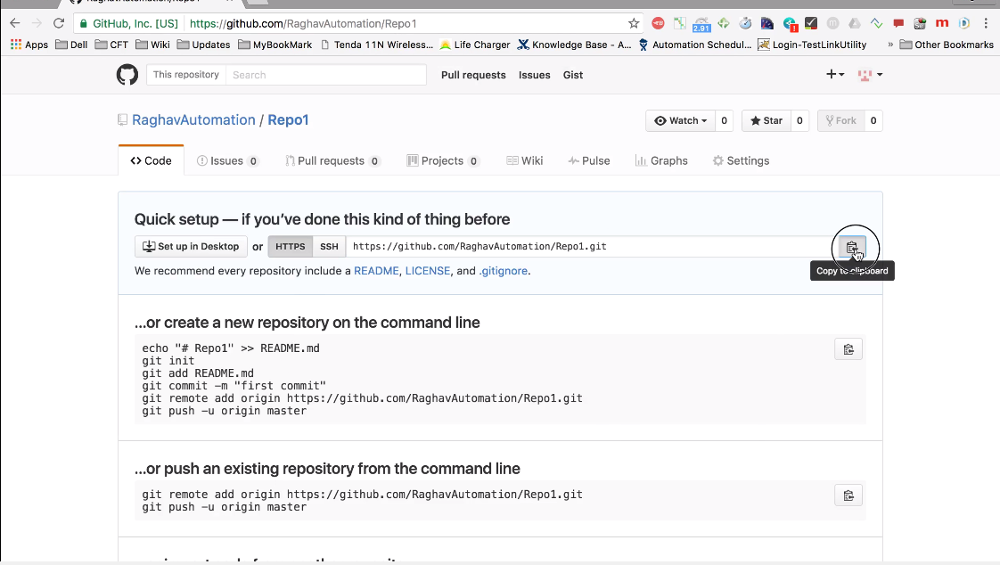 RaghavAutomation/Repo1
GitHub, Inc. [US] https://github.com/RaghavAutomation/Repo1
2.91
Apps Dell CFT Wiki Updates MyBookMark Tenda 11N Wireless... Life Charger Knowledge Base - A... Automation Schedul... Login-TestLinkUtility » Other Bookmarks
This repository Search Pull requests Issues Gist
RaghavAutomation / Repo1 Watch 0 Star 0 Fork 0
Code Issues 0 Pull requests 0 Projects 0 Wiki Pulse Graphs Settings
Quick setup — if you've done this kind of thing before
Set up in Desktop or HTTPS SSH https://github.com/RaghavAutomation/Repo1.git
We recommend every repository include a README, LICENSE, and .gitignore.
Copy to clipboard
...or create a new repository on the command line
echo "# Repo1" >> README.md
git init
git add README.md
git commit -m "first commit"
git remote add origin https://github.com/RaghavAutomation/Repo1.git
git push -u origin master
...or push an existing repository from the command line
git remote add origin https://github.com/RaghavAutomation/Repo1.git
git push -u origin master